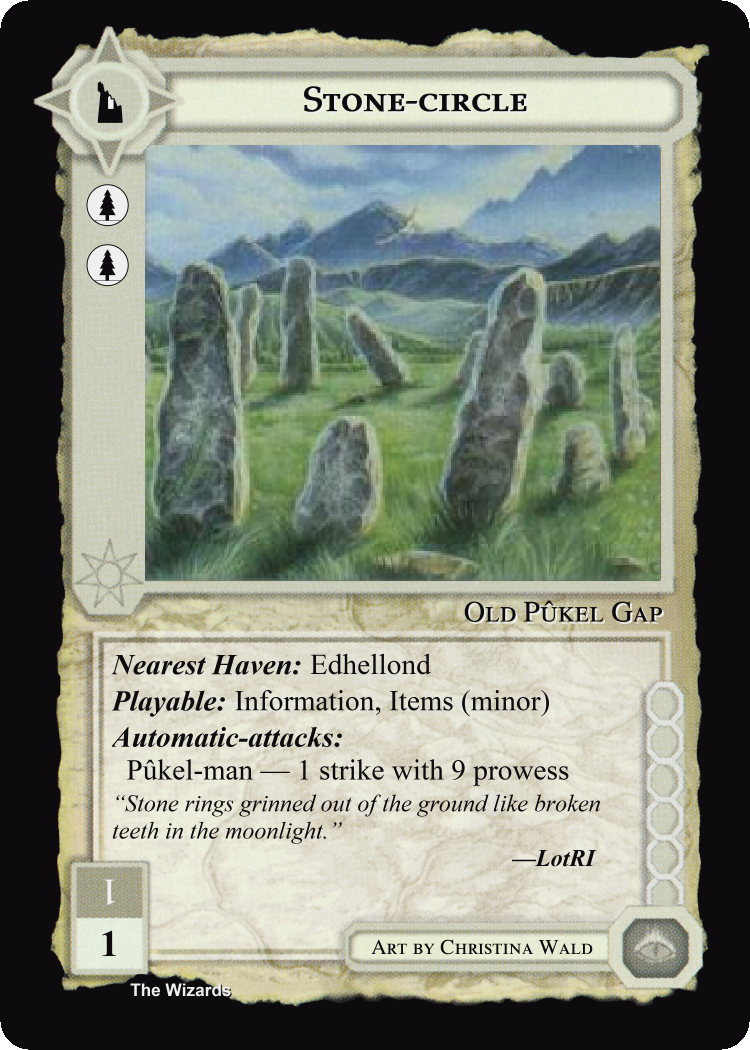 Stone-circle
Old Pûkel Gap
Nearest Haven: Edhellond
Playable: Information, Items (minor)
Automatic-attacks:
Pûkel-man — 1 strike with 9 prowess
“Stone rings grinned out of the ground like broken
teeth in the moonlight.”
—LotRI
1
1
Art by Christina Wald
The Wizards